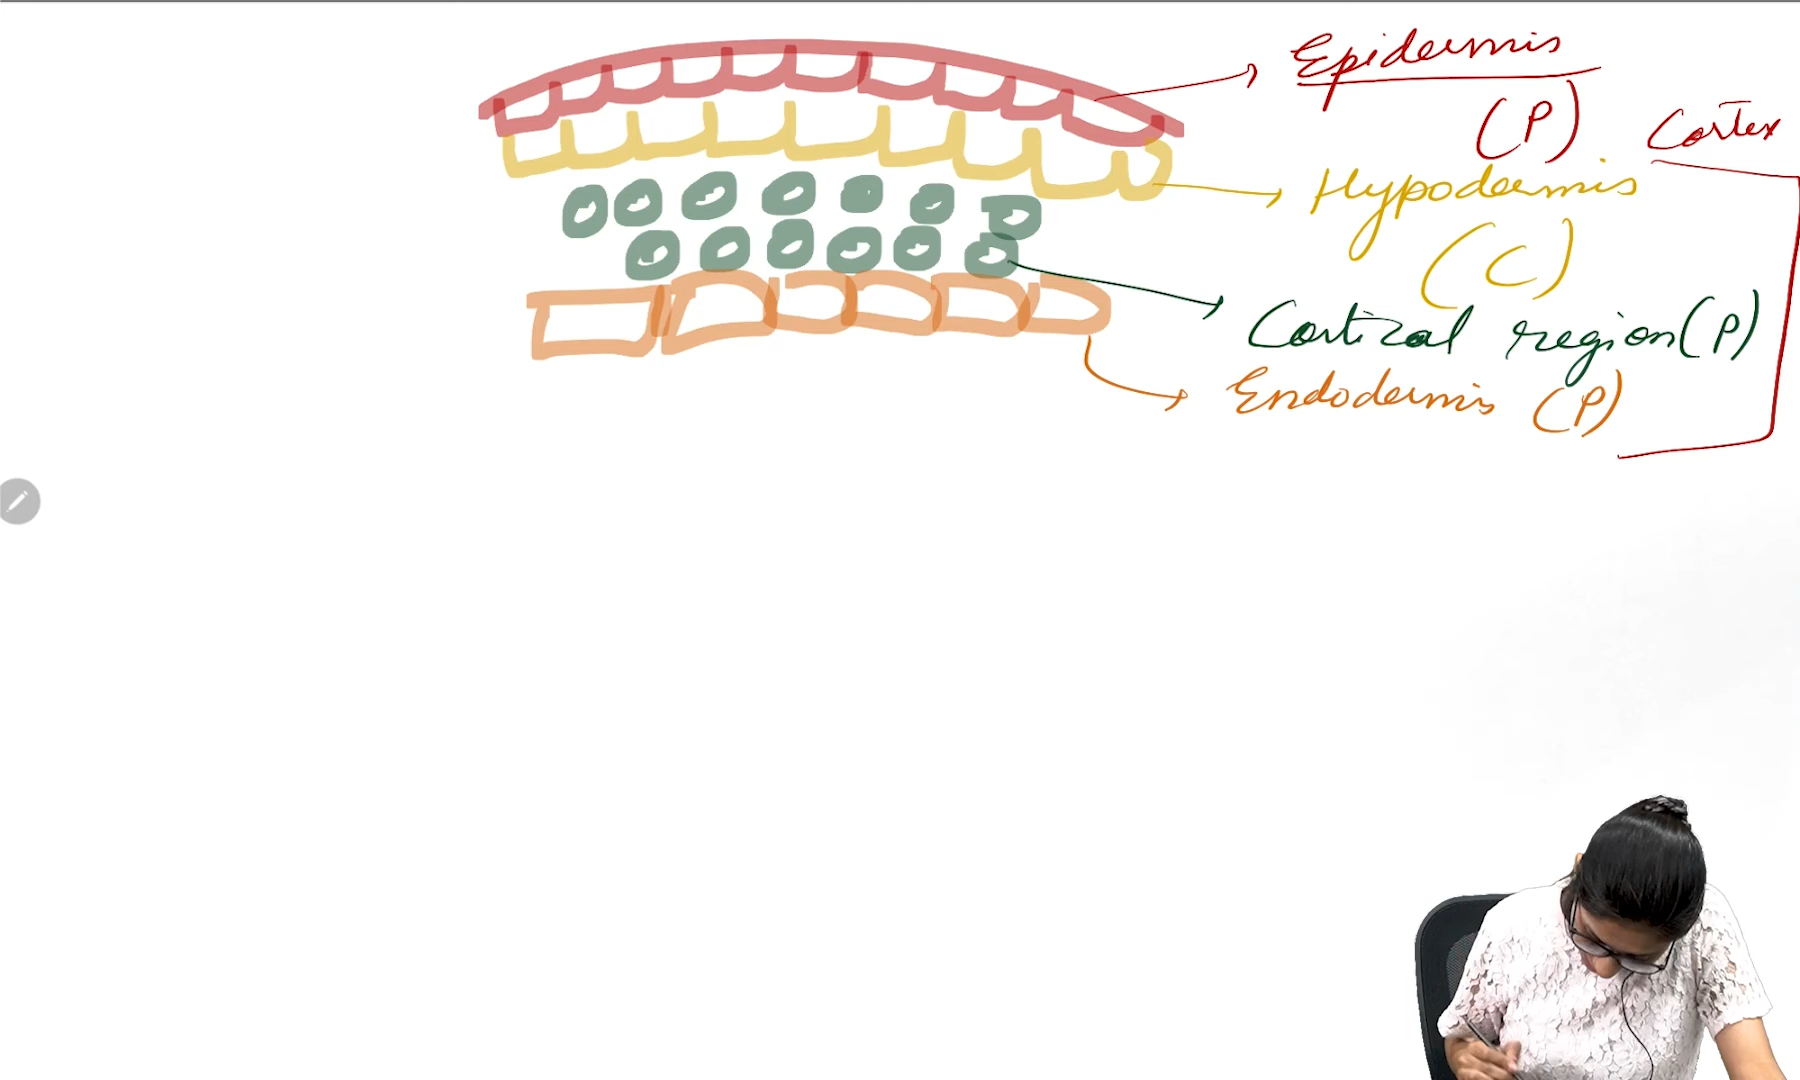 Epidermis
(P)
Cortex
Hypodermis
(C)
Cortical region (P)
Endodermis (P)